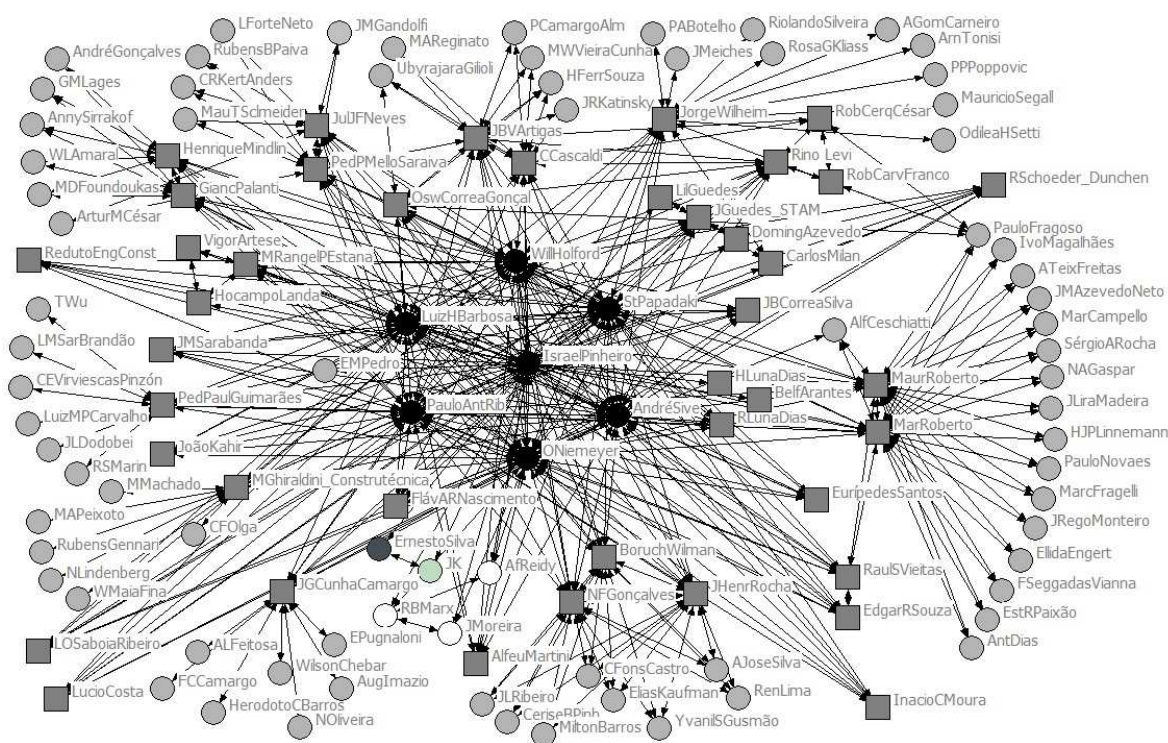 LForteNeto
JMGandolfi
PCamargoAlm
PABotelho
RiolandoSilveira
AGomCarneiro
AndréGonçalves
RubensBPaiva
MAReginato
MWVieiraCunha
JMeiches
RosaGKliass
ArnTonisi
GMLages
CRKertAnders
UbyrajaraGilioli
HFerrSouza
PPPoppovic
AnnySirrakof
MauTSclmeider
JulJFNeves
JRKatinsky
JorgeWilheim
RobCerqCésar
MauricioSegall
WLAmaral
HenriqueMindlin
JBVArtigas
OdileaHSetti
PedPMelloSaraiva
CCascaldi
Rino Levi
MDFoundoukas
GiancPalanti
RobCarvFranco
RSchoeder_Dunchen
ArturMCésar
OswCorreaGonçal
LilGuedes
JGuedes_STAM
PauloFragoso
RedutoEngConst
VigorArtese
MRangelPEstana
WillHolford
DomingAzevedo
CarlosMilan
IvoMagalhães
ATeixFreitas
HocampoLanda
StPapadaki
JBCorreaSilva
JMAzevedoNeto
TWu
LuizHBarbosa
AlfCeschiatti
MarCampello
LMSarBrandão
JMSarabanda
EMPedro
IsraelPinheiro
SérgioARocha
CEVirviescasPinzón
PedPaulGuimarães
HLunaDias
BelfArantes
MaurRoberto
NAGaspar
LuizMPCarvalho
PauloAntRib
AndréSive
RLunaDias
MarRoberto
JLiraMadeira
JLDodobei
JoãoKahir
ONiemeyer
HJPLinnemann
RSMarin
PauloNovaes
MMachado
MGhiraldini_Construtécnica
MAPeixoto
CFOlga
FlávARNascimento
EuripedesSantos
MarcFragelli
RubensGennari
ErnestoSilva
JK
AfReidy
BoruchWilman
JRegoMonteiro
NLindenberg
RaulSVieitas
EllidaEngert
WMaiaFina
JGCunhaCamargo
RBMarx
NFGonçalves
JHenrRocha
FSeggadasVianna
EdgarRSouza
EstRPaixão
LOSaboiaRibeiro
ALFeitosa
EPugnaloni
JMoreira
AntDias
WilsonChebar
AlfeuMartini
CFonsCastro
AJoseSilva
LucioCosta
FCCamargo
AugImazio
JLRibeiro
EliasKaufman
RenLima
InacioCMoura
HerodotoCBarros
NOliveira
MiltonBarros
YvanilSGusmão